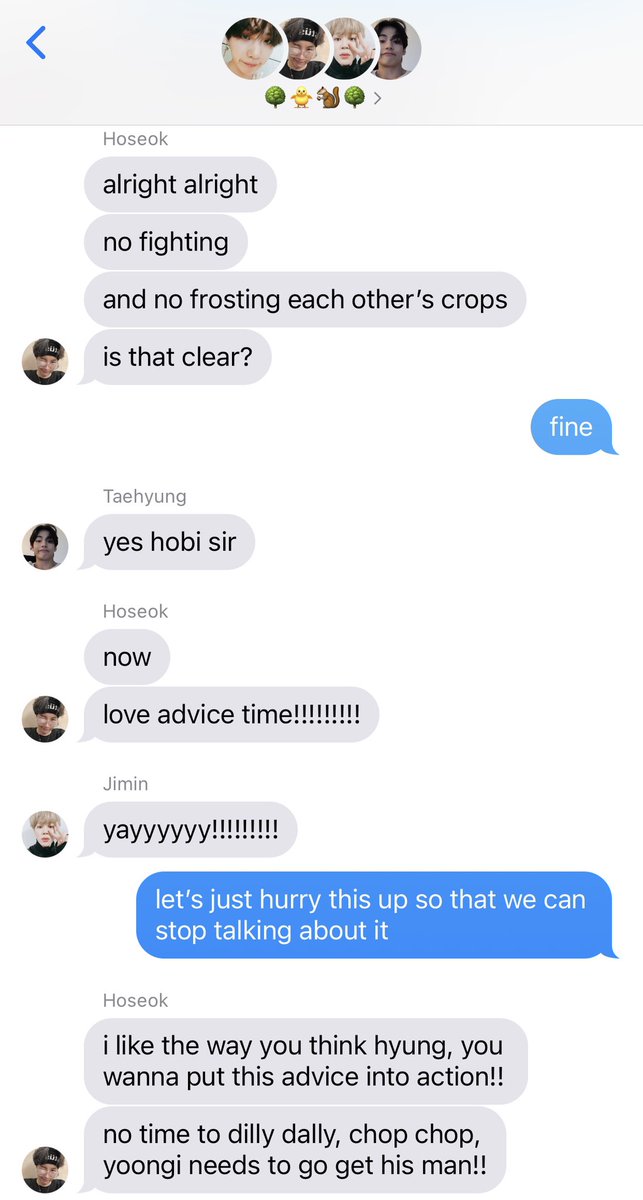 🌳🐥🐿️🌳
Hoseok
alright alright
no fighting
and no frosting each other’s crops
is that clear?
fine
Taehyung
yes hobi sir
Hoseok
now
love advice time!!!!!!!!!
Jimin
yayyyyyy!!!!!!!!!
let’s just hurry this up so that we can
stop talking about it
Hoseok
i like the way you think hyung, you
wanna put this advice into action!!
no time to dilly dally, chop chop,
yoongi needs to go get his man!!